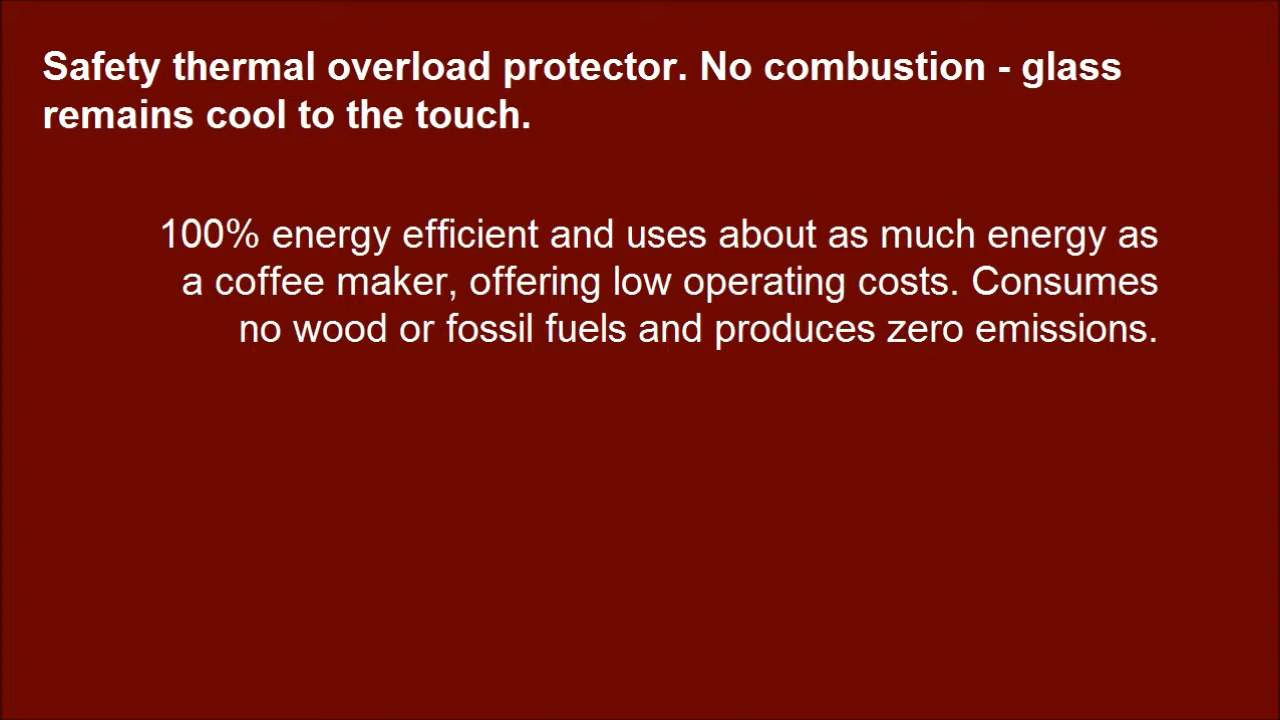 Safety thermal overload protector. No combustion - glass
remains cool to the touch.
100% energy efficient and uses about as much energy as
a coffee maker, offering low operating costs. Consumes
no wood or fossil fuels and produces zero emissions.